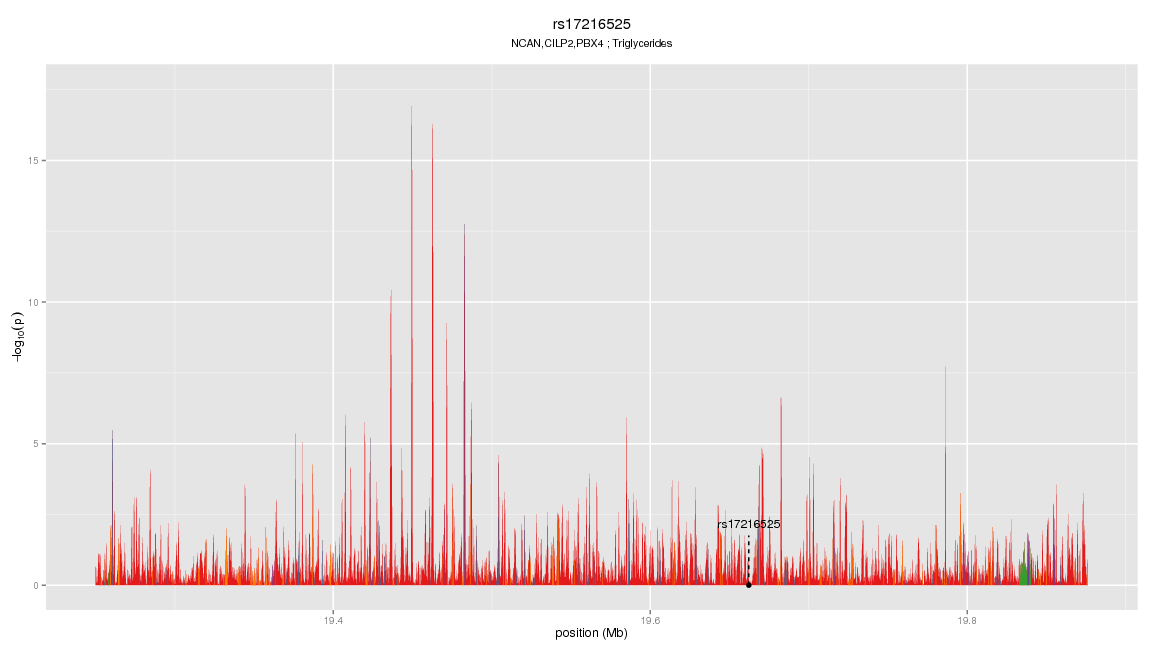 rs17216525
NCAN,CILP2,PBX4 ; Triglycerides
15
10
5
0
−log10(p)
rs17216525
19.4
19.6
19.8
position (Mb)